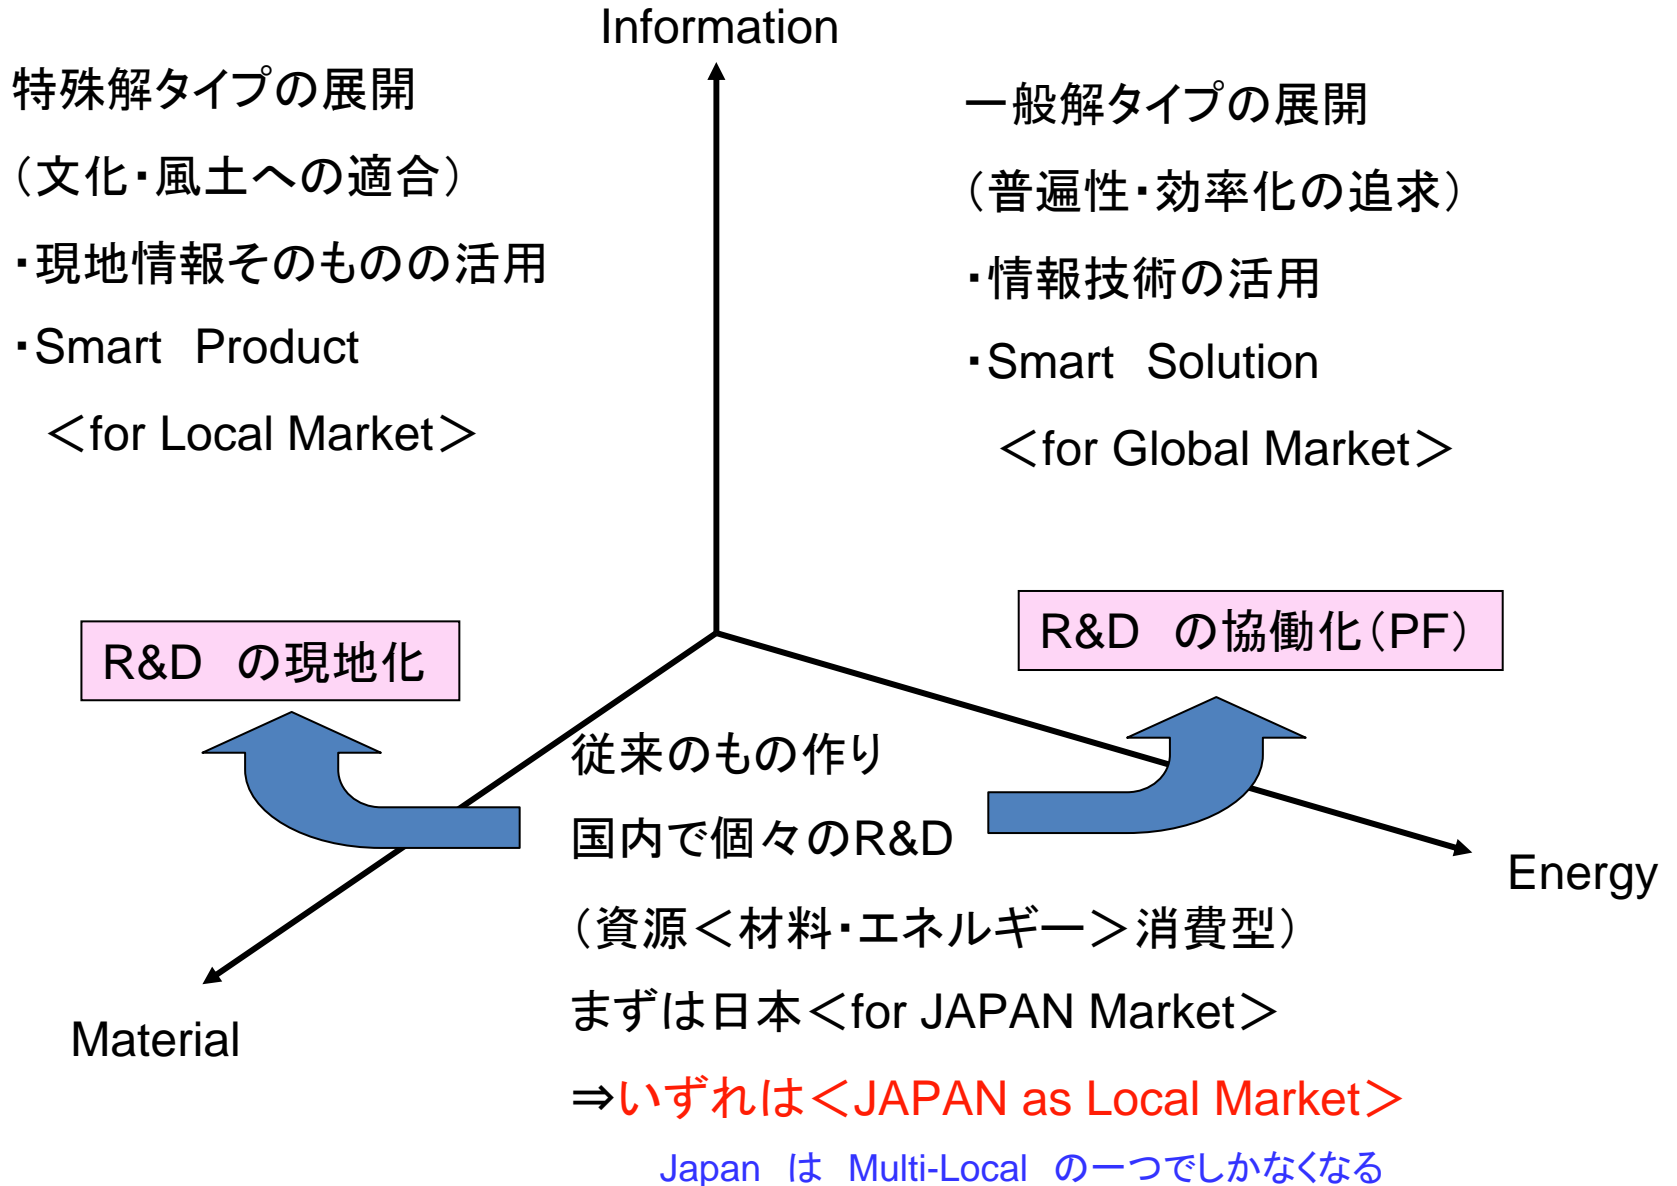 Information
特殊解タイプの展開
（文化・風土への適合）
・現地情報そのものの活用
・Smart　Product
＜for Local Market＞
一般解タイプの展開
（普遍性・効率化の追求）
・情報技術の活用
・Smart　Solution
＜for Global Market＞
R&D　の現地化
R&D　の協働化（PF）
従来のもの作り
国内で個々のR&D
（資源＜材料・エネルギー＞消費型）
まずは日本＜for JAPAN Market＞
⇒いずれは＜JAPAN as Local Market＞
Japan　は　Multi-Local　の一つでしかなくなる
Material
Energy